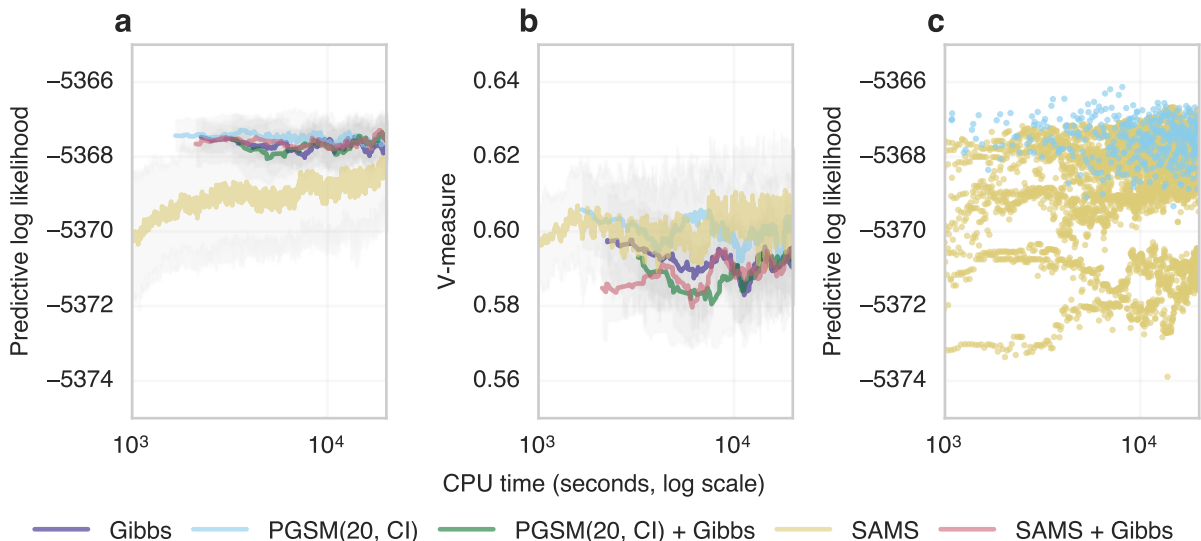 a
b
c
Predictive log likelihood
−5366
−5368
−5370
−5372
−5374
10³
10⁴
V-measure
0.64
0.62
0.60
0.58
0.56
10³
10⁴
Predictive log likelihood
−5366
−5368
−5370
−5372
−5374
10³
10⁴
CPU time (seconds, log scale)
Gibbs
PGSM(20, CI)
PGSM(20, CI) + Gibbs
SAMS
SAMS + Gibbs